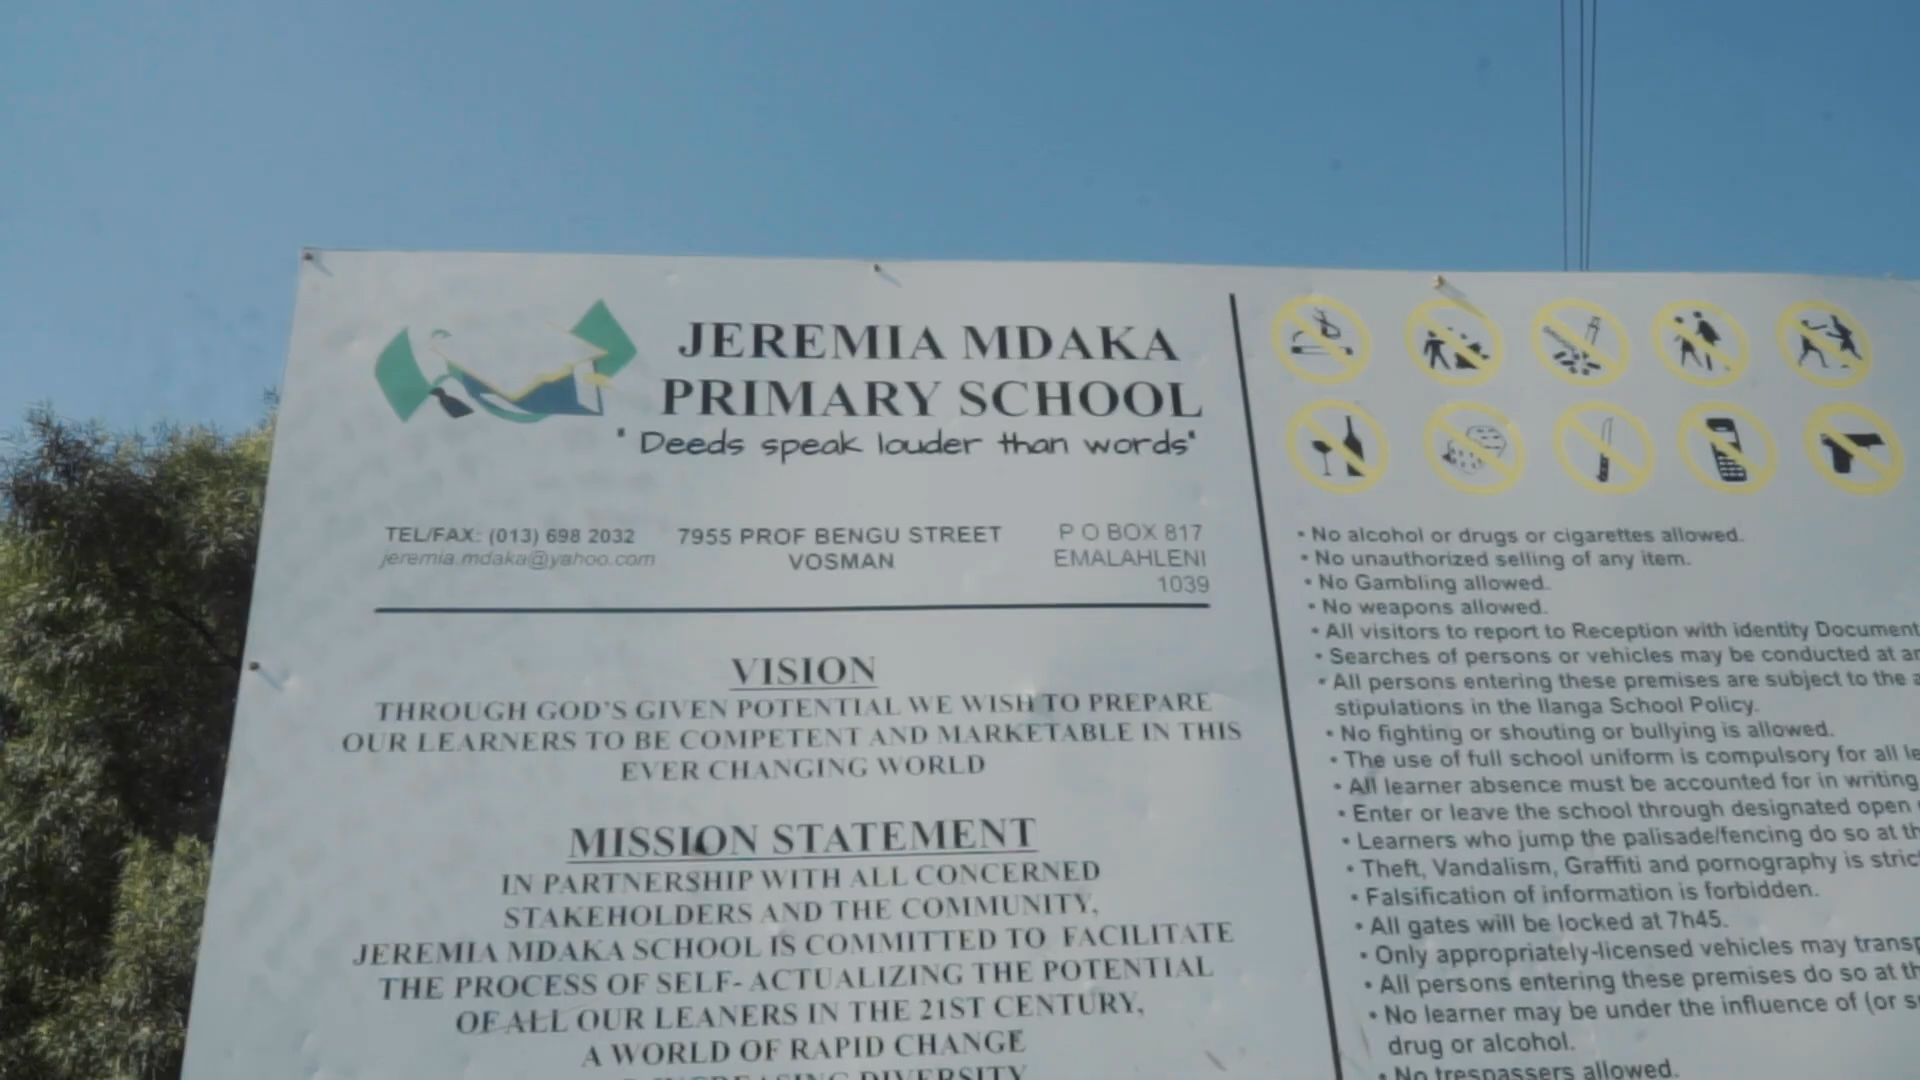 JEREMIA MDAKA
PRIMARY SCHOOL
" Deeds speak louder than words"
TEL/FAX: (013) 698 2032
jeremia.mdaka@yahoo.com
7955 PROF BENGU STREET
VOSMAN
P O BOX 817
EMALAHLENI
1039
VISION
THROUGH GOD'S GIVEN POTENTIAL WE WISH TO PREPARE
OUR LEARNERS TO BE COMPETENT AND MARKETABLE IN THIS
EVER CHANGING WORLD
MISSION STATEMENT
IN PARTNERSHIP WITH ALL CONCERNED
STAKEHOLDERS AND THE COMMUNITY,
JEREMIA MDAKA SCHOOL IS COMMITTED TO FACILITATE
THE PROCESS OF SELF- ACTUALIZING THE POTENTIAL
OF ALL OUR LEANERS IN THE 21ST CENTURY,
A WORLD OF RAPID CHANGE
INCREASING DIVERSITY
• No alcohol or drugs or cigarettes allowed.
• No unauthorized selling of any item.
• No Gambling allowed.
• No weapons allowed.
• All visitors to report to Reception with identity Document
• Searches of persons or vehicles may be conducted at
• All persons entering these premises are subject to the
stipulations in the Ilanga School Policy.
• No fighting or shouting or bullying is allowed.
• The use of full school uniform is compulsory for all
• All learner absence must be accounted for in writing
• Enter or leave the school through designated open
• Learners who jump the palisade/fencing do so at
• Theft, Vandalism, Graffiti and pornography is
• Falsification of information is forbidden.
• All gates will be locked at 7h45.
• Only appropriately-licensed vehicles may
• All persons entering these premises do so at
• No learner may be under the influence of (or
drug or alcohol.
• No trespassers allowed.